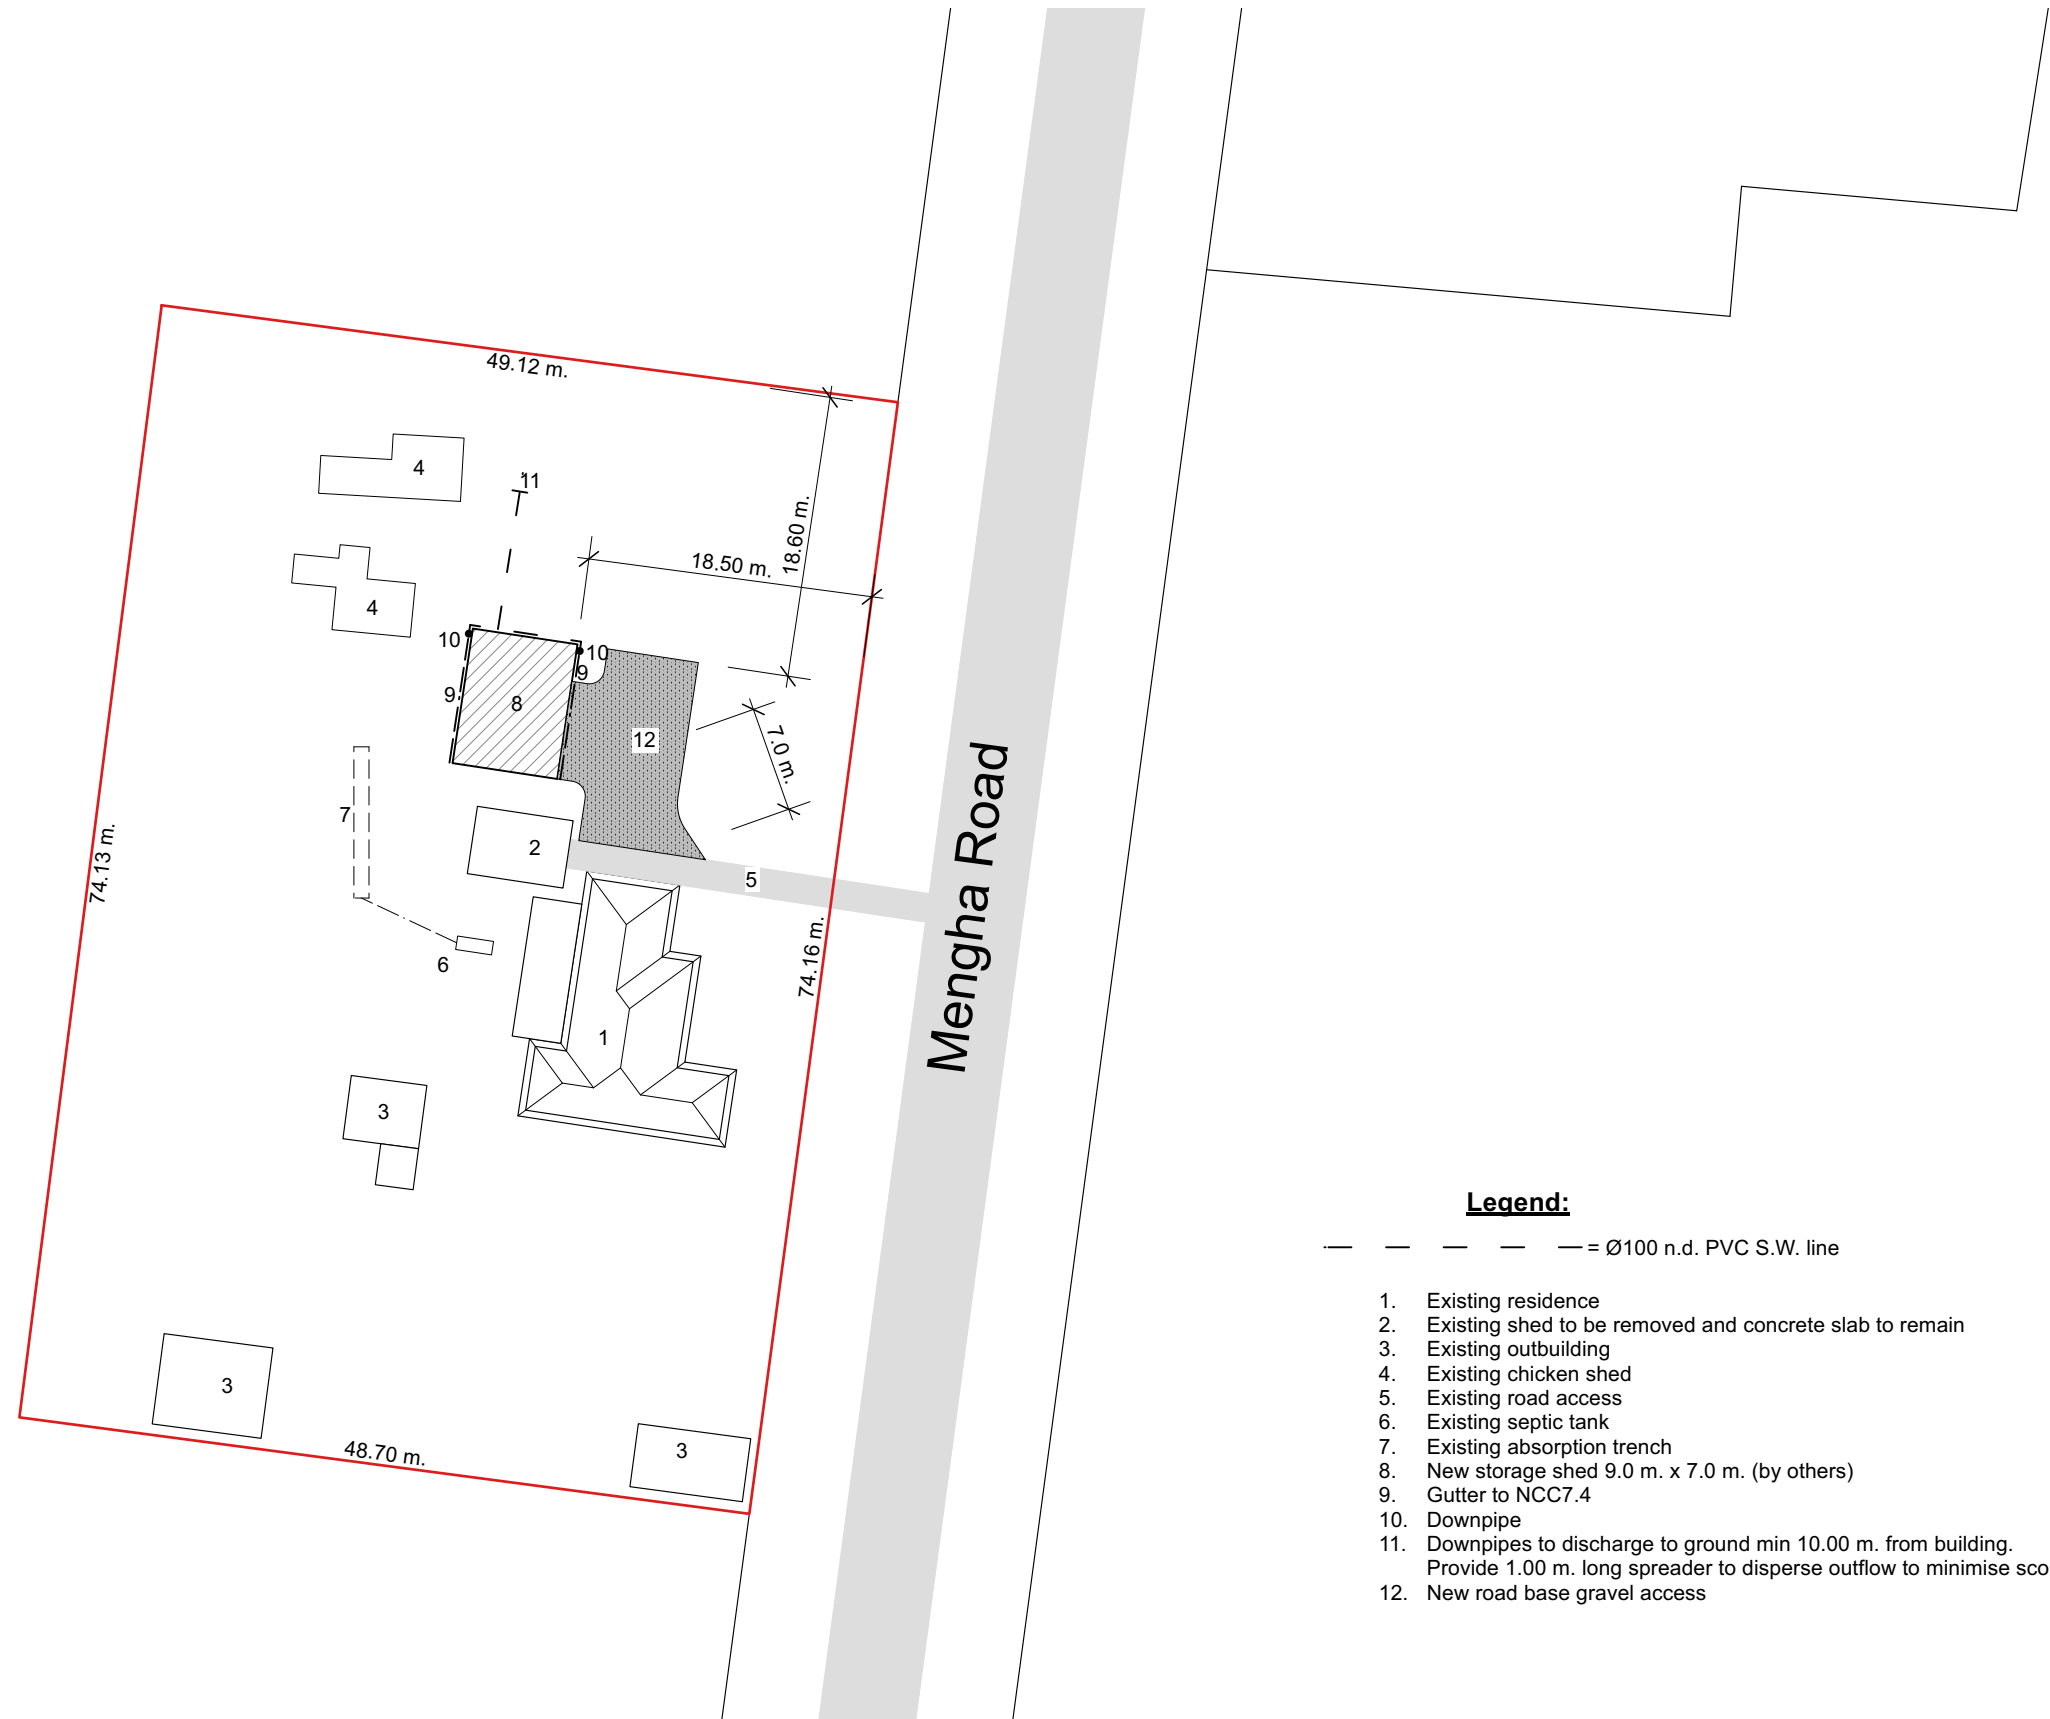 49.12 m.
4
11
18.60 m.
18.50 m.
4
10
10
9
9
8
12
7.0 m.
7
2
74.13 m.
5
Mengha Road
74.16 m.
6
1
3
3
3
48.70 m.
Legend:
= Ø100 n.d. PVC S.W. line
1. Existing residence
2. Existing shed to be removed and concrete slab to remain
3. Existing outbuilding
4. Existing chicken shed
5. Existing road access
6. Existing septic tank
7. Existing absorption trench
8. New storage shed 9.0 m. x 7.0 m. (by others)
9. Gutter to NCC7.4
10. Downpipe
11. Downpipes to discharge to ground min 10.00 m. from building.
Provide 1.00 m. long spreader to disperse outflow to minimise sco
12. New road base gravel access